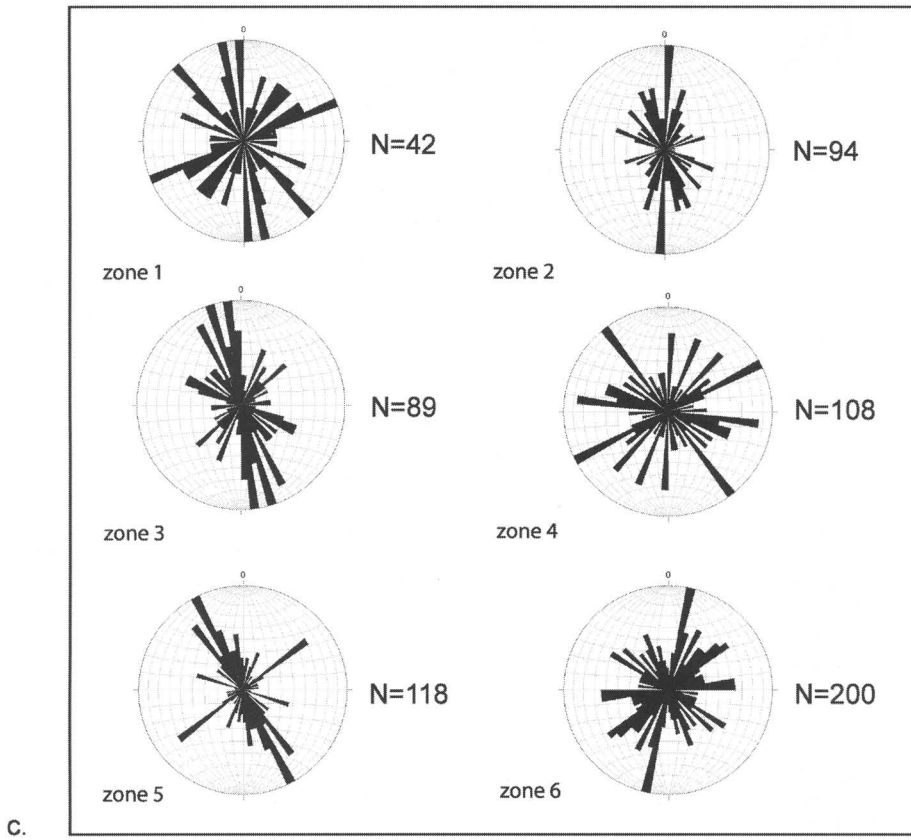 0
N=42
zone 1
0
N=94
zone 2
0
N=89
zone 3
0
N=108
zone 4
0
N=118
zone 5
0
N=200
zone 6
c.